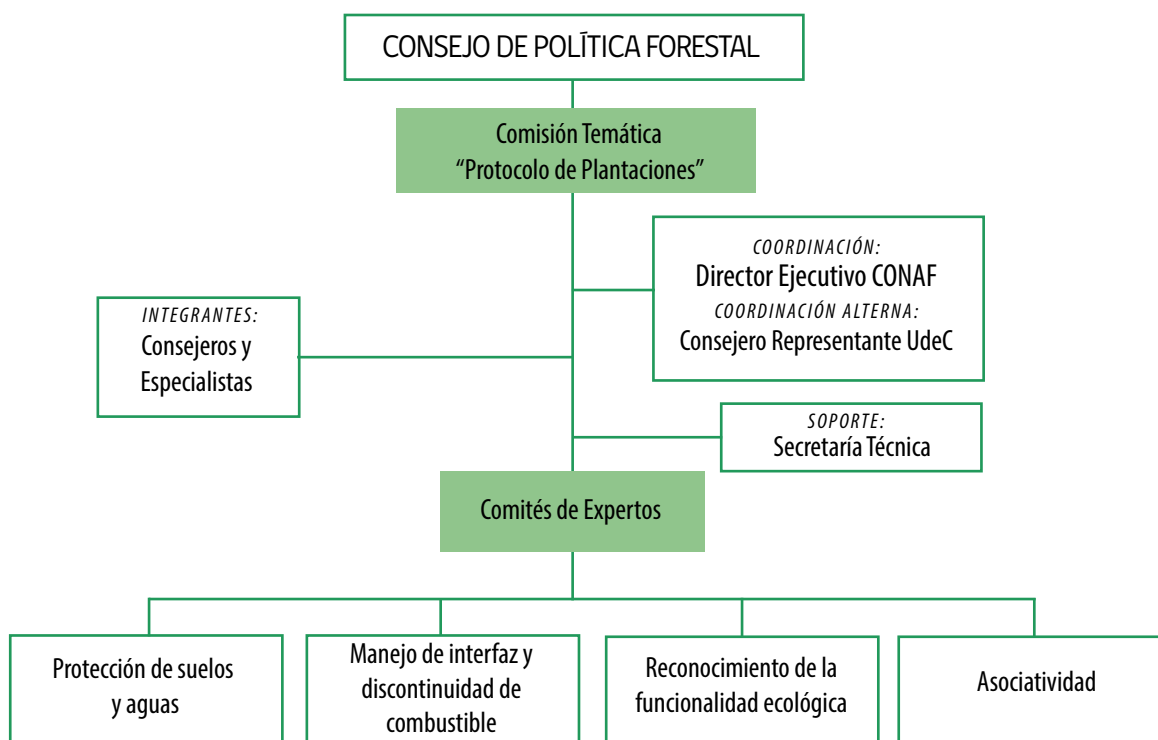 CONSEJO DE POLÍTICA FORESTAL
Comisión Temática
“Protocolo de Plantaciones”
COORDINACIÓN:
Director Ejecutivo CONAF
COORDINACIÓN ALTERNA:
Consejero Representante UdeC
INTEGRANTES:
Consejeros y
Especialistas
SOPORTE:
Secretaría Técnica
Comités de Expertos
Protección de suelos
y aguas
Manejo de interfaz y
discontinuidad de
combustible
Reconocimiento de la
funcionalidad ecológica
Asociatividad